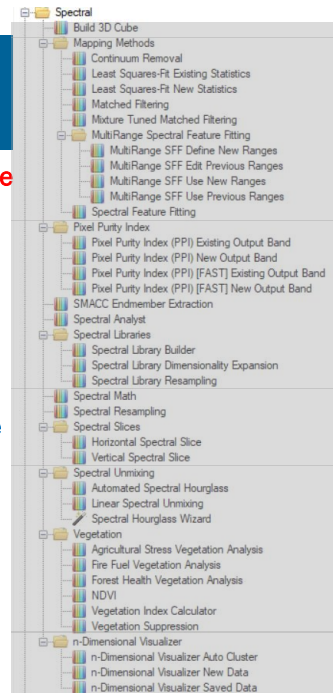 Spectral
Build 3D Cube
Mapping Methods
Continuum Removal
Least Squares-Fit Existing Statistics
Least Squares-Fit New Statistics
Matched Filtering
Mixture Tuned Matched Filtering
MultiRange Spectral Feature Fitting
MultiRange SFF Define New Ranges
MultiRange SFF Edit Previous Ranges
MultiRange SFF Use New Ranges
MultiRange SFF Use Previous Ranges
Spectral Feature Fitting
Pixel Purity Index
Pixel Purity Index (PPI) Existing Output Band
Pixel Purity Index (PPI) New Output Band
Pixel Purity Index (PPI) [FAST] Existing Output Band
Pixel Purity Index (PPI) [FAST] New Output Band
SMACC Endmember Extraction
Spectral Analyst
Spectral Libraries
Spectral Library Builder
Spectral Library Dimensionality Expansion
Spectral Library Resampling
Spectral Math
Spectral Resampling
Spectral Slices
Horizontal Spectral Slice
Vertical Spectral Slice
Spectral Unmixing
Automated Spectral Hourglass
Linear Spectral Unmixing
Spectral Hourglass Wizard
Vegetation
Agricultural Stress Vegetation Analysis
Fire Fuel Vegetation Analysis
Forest Health Vegetation Analysis
NDVI
Vegetation Index Calculator
Vegetation Suppression
n-Dimensional Visualizer
n-Dimensional Visualizer Auto Cluster
n-Dimensional Visualizer New Data
n-Dimensional Visualizer Saved Data